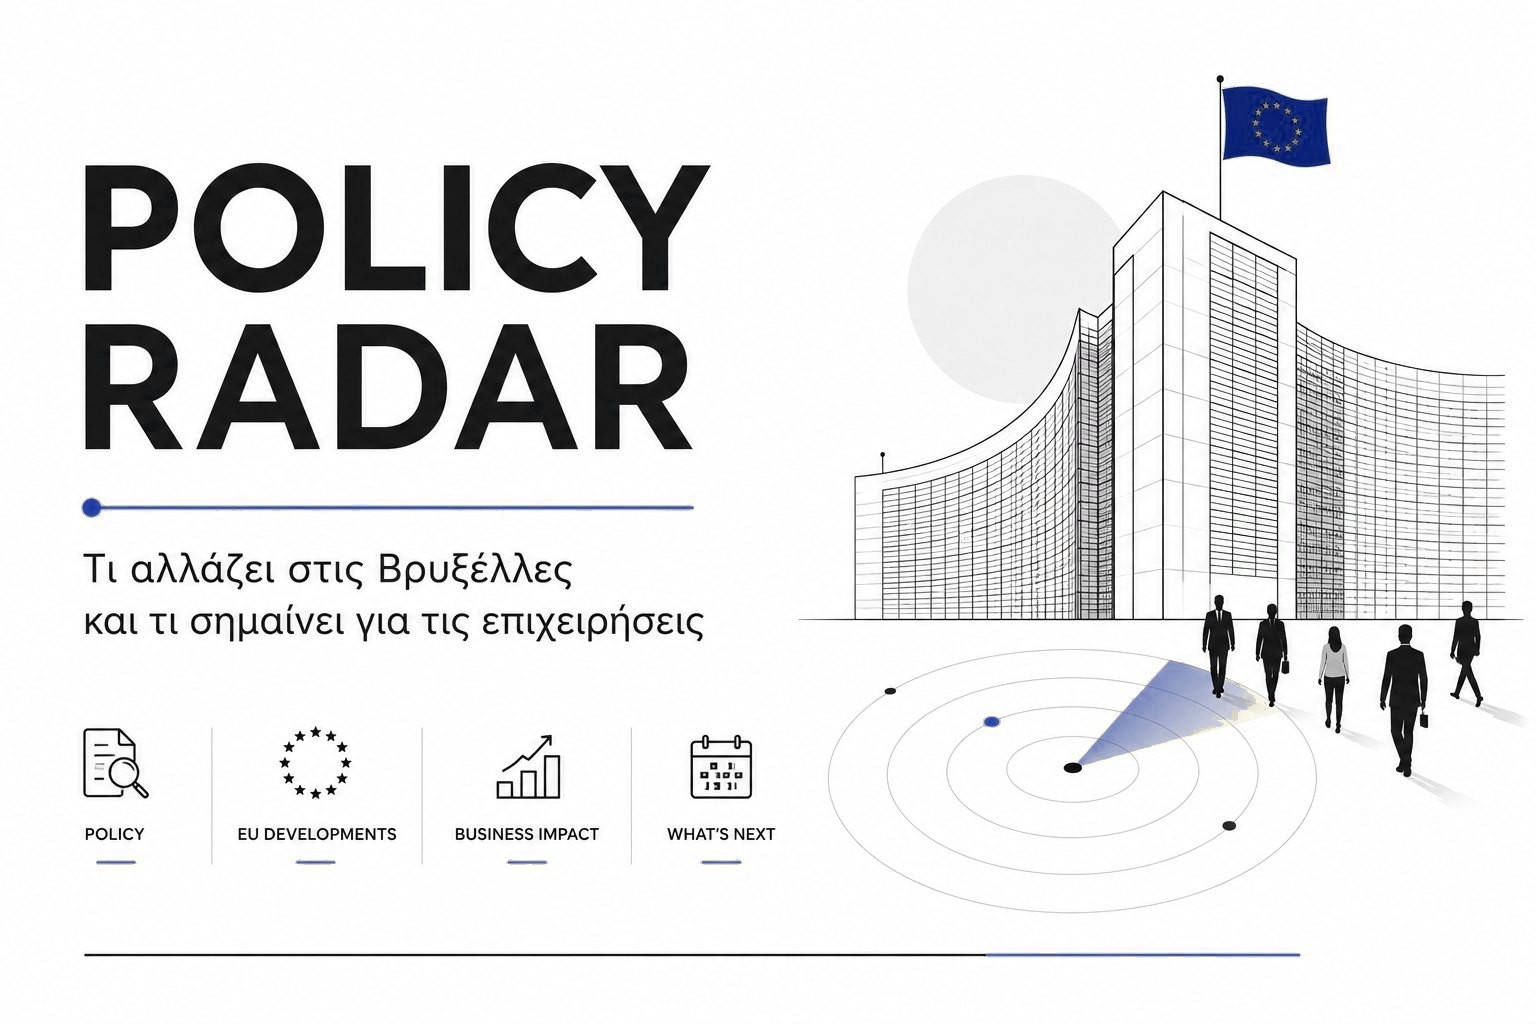 POLICY
RADAR
Τι αλλάζει στις Βρυξέλλες
και τι σημαίνει για τις επιχειρήσεις
POLICY
EU DEVELOPMENTS
BUSINESS IMPACT
WHAT'S NEXT